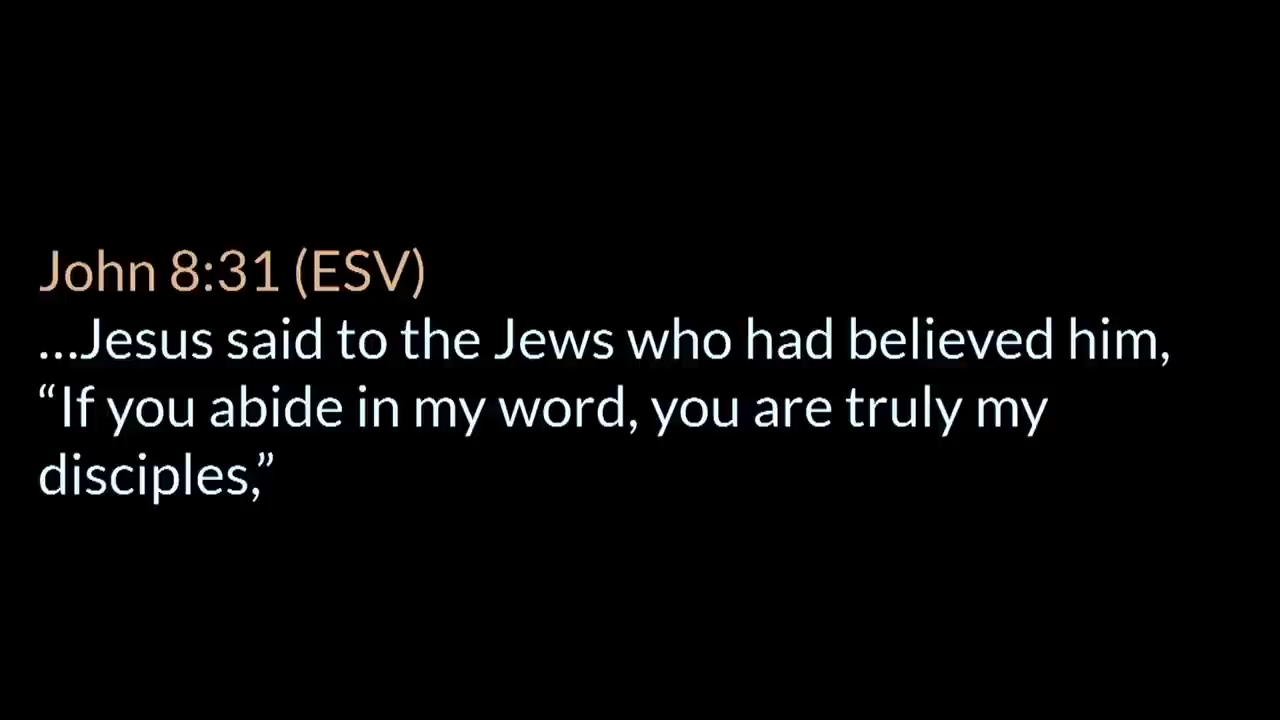 John 8:31 (ESV)
...Jesus said to the Jews who had believed him,
“If you abide in my word, you are truly my
disciples,”